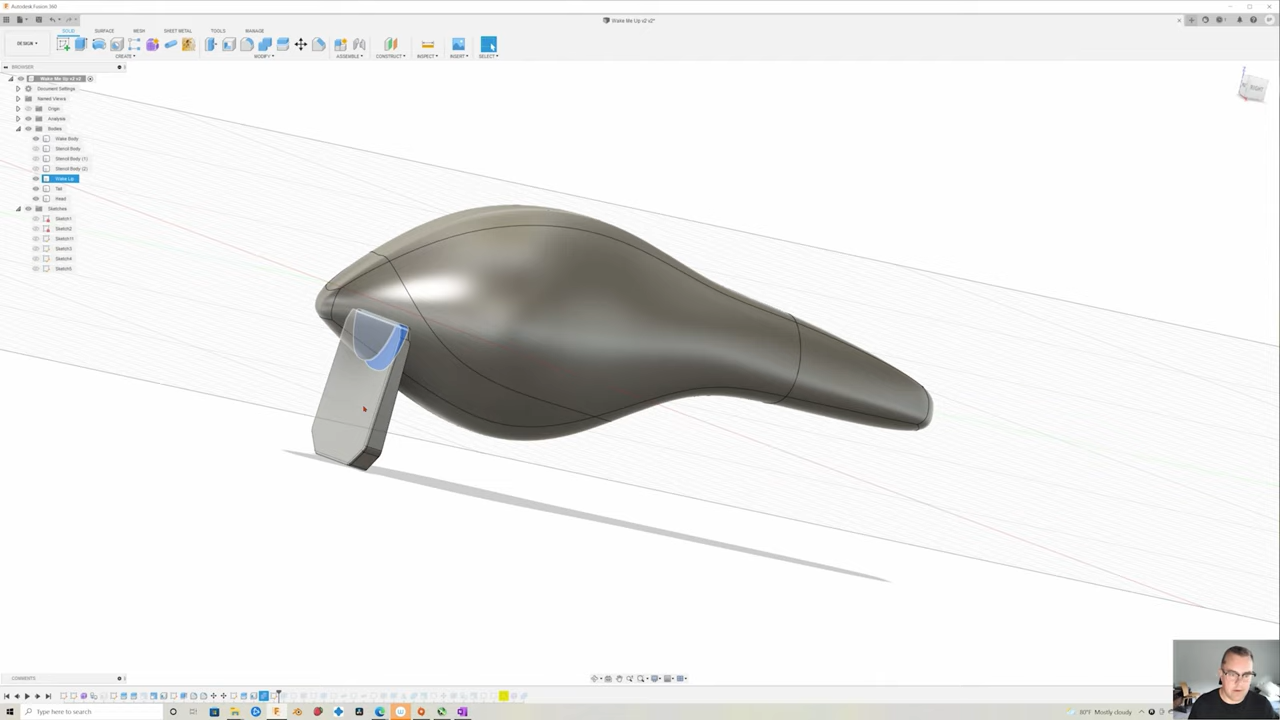 Autodesk Fusion 360
Wake Me Up v2 v2*
SOLID SURFACE MESH SHEET METAL TOOLS MANAGE
DESIGN
CREATE MODIFY ASSEMBLE CONSTRUCT INSPECT INSERT SELECT
BROWSER
Wake Me Up v2 v2
Document Settings
Named Views
Origin
Analysis
Bodies
Wake Body
Stencil Body
Stencil Body (1)
Stencil Body (2)
Wake Lip
Tail
Head
Sketches
Sketch1
Sketch2
Sketch11
Sketch3
Sketch4
Sketch5
RIGHT
COMMENTS
Type here to search
80°F Mostly cloudy